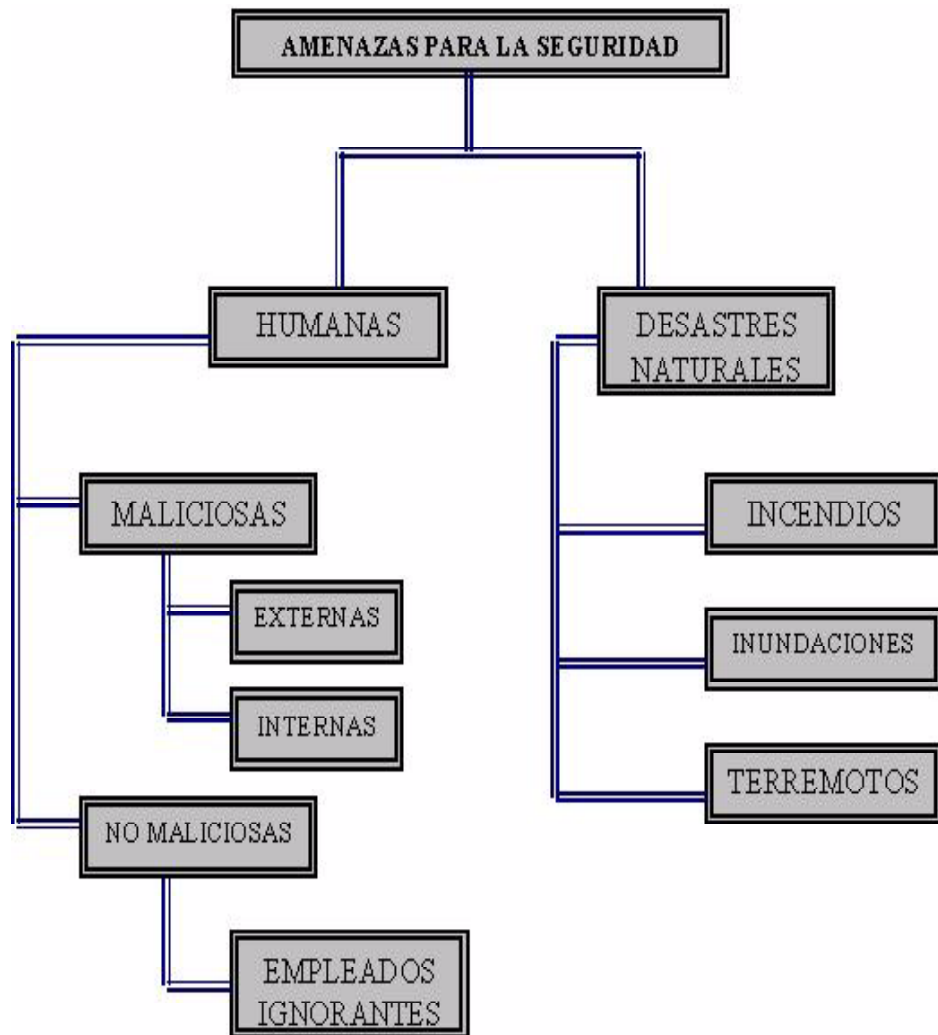 AMENAZAS PARA LA SEGURIDAD
HUMANAS
DESASTRES
NATURALES
MALICIOSAS
EXTERNAS
INTERNAS
NO MALICIOSAS
EMPLEADOS
IGNORANTES
INCENDIOS
INUNDACIONES
TERREMOTOS